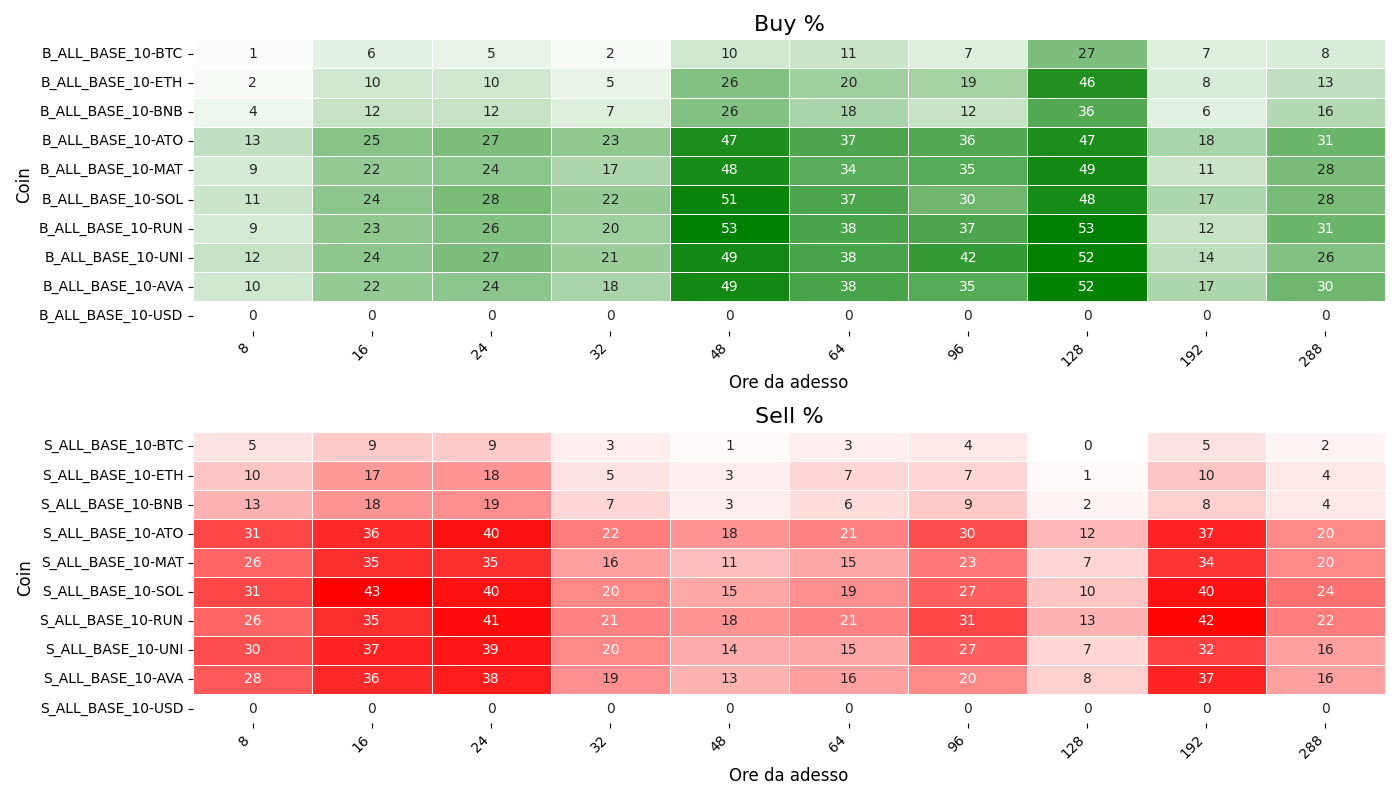 Buy %
Coin
B_ALL_BASE_10-BTC 1 6 5 2 10 11 7 27 7 8
B_ALL_BASE_10-ETH 2 10 10 5 26 20 19 46 8 13
B_ALL_BASE_10-BNB 4 12 12 7 26 18 12 36 6 16
B_ALL_BASE_10-ATO 13 25 27 23 47 37 36 47 18 31
B_ALL_BASE_10-MAT 9 22 24 17 48 34 35 49 11 28
B_ALL_BASE_10-SOL 11 24 28 22 51 37 30 48 17 28
B_ALL_BASE_10-RUN 9 23 26 20 53 38 37 53 12 31
B_ALL_BASE_10-UNI 12 24 27 21 49 38 42 52 14 26
B_ALL_BASE_10-AVA 10 22 24 18 49 38 35 52 17 30
B_ALL_BASE_10-USD 0 0 0 0 0 0 0 0 0 0
8 16 24 32 48 64 96 128 192 288
Ore da adesso
Sell %
Coin
S_ALL_BASE_10-BTC 5 9 9 3 1 3 4 0 5 2
S_ALL_BASE_10-ETH 10 17 18 5 3 7 7 1 10 4
S_ALL_BASE_10-BNB 13 18 19 7 3 6 9 2 8 4
S_ALL_BASE_10-ATO 31 36 40 22 18 21 30 12 37 20
S_ALL_BASE_10-MAT 26 35 35 16 11 15 23 7 34 20
S_ALL_BASE_10-SOL 31 43 40 20 15 19 27 10 40 24
S_ALL_BASE_10-RUN 26 35 41 21 18 21 31 13 42 22
S_ALL_BASE_10-UNI 30 37 39 20 14 15 27 7 32 16
S_ALL_BASE_10-AVA 28 36 38 19 13 16 20 8 37 16
S_ALL_BASE_10-USD 0 0 0 0 0 0 0 0 0 0
8 16 24 32 48 64 96 128 192 288
Ore da adesso